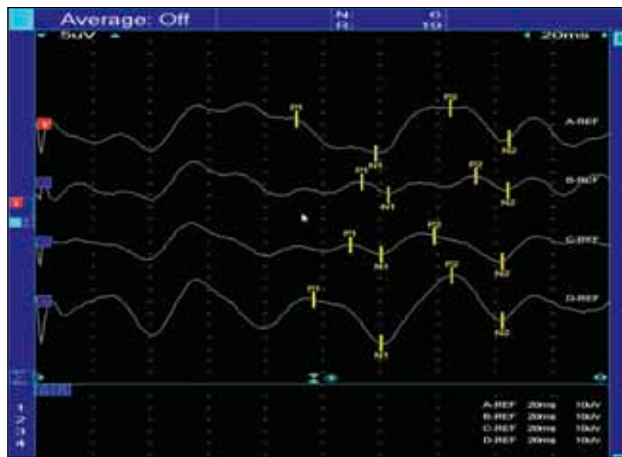 Average: Off
N 6
R 19
5uV
20ms
P1
P2
A-REF
N1
N2
P1
P2
B-REF
N1
N2
P1
P2
C-REF
N1
N2
P1
P2
D-REF
N1
N2
1
2
3
4
A-REF 20ms 10uV
B-REF 20ms 10uV
C-REF 20ms 10uV
D-REF 20ms 10uV